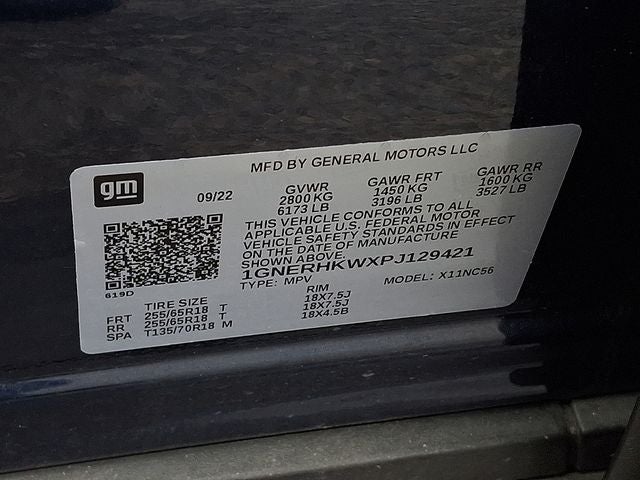 MFD BY GENERAL MOTORS LLC
gm
09/22
GVWR GAWR FRT GAWR RR
2800 KG 1450 KG 1600 KG
6173 LB 3196 LB 3527 LB
THIS VEHICLE CONFORMS TO ALL
APPLICABLE U.S. FEDERAL MOTOR
VEHICLE SAFETY STANDARDS IN EFFECT
ON THE DATE OF MANUFACTURE
SHOWN ABOVE.
1GNERHKWXPJ129421
TYPE: MPV MODEL: X11NC56
619D
TIRE SIZE RIM
FRT 255/65R18 T 18X7.5J
RR 255/65R18 T 18X7.5J
SPA T135/70R18 M 18X4.5B